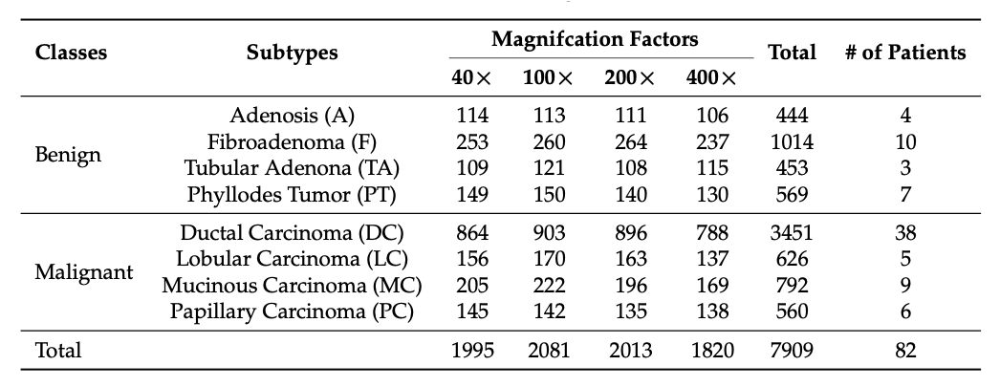 Magnifcation Factors
Classes Subtypes Total # of Patients
40× 100× 200× 400×
Adenosis (A) 114 113 111 106 444 4
Fibroadenoma (F) 253 260 264 237 1014 10
Benign
Tubular Adenona (TA) 109 121 108 115 453 3
Phyllodes Tumor (PT) 149 150 140 130 569 7
Ductal Carcinoma (DC) 864 903 896 788 3451 38
Lobular Carcinoma (LC) 156 170 163 137 626 5
Malignant
Mucinous Carcinoma (MC) 205 222 196 169 792 9
Papillary Carcinoma (PC) 145 142 135 138 560 6
Total 1995 2081 2013 1820 7909 82